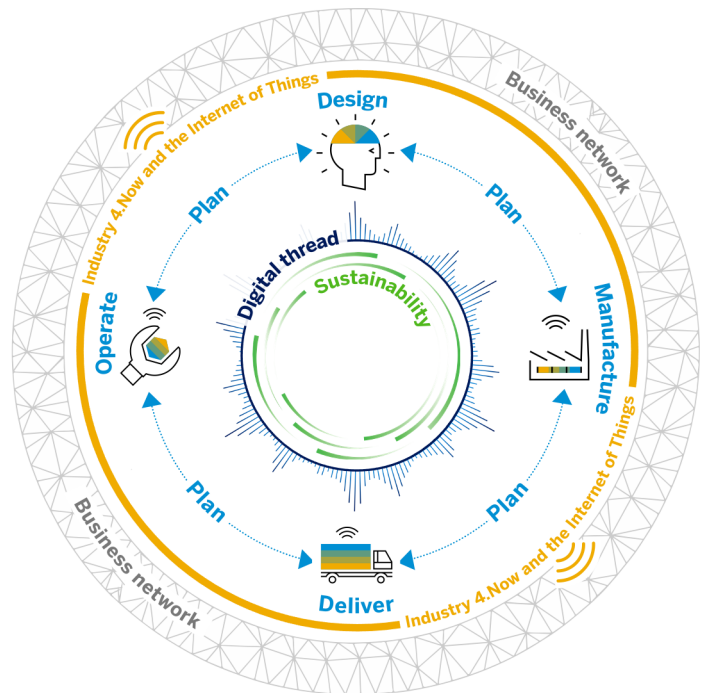 Business network
Industry 4.Now and the Internet of Things
Design
Plan
Plan
Digital thread
Sustainability
Operate
Manufacture
Plan
Plan
Deliver
Business network
Industry 4.Now and the Internet of Things